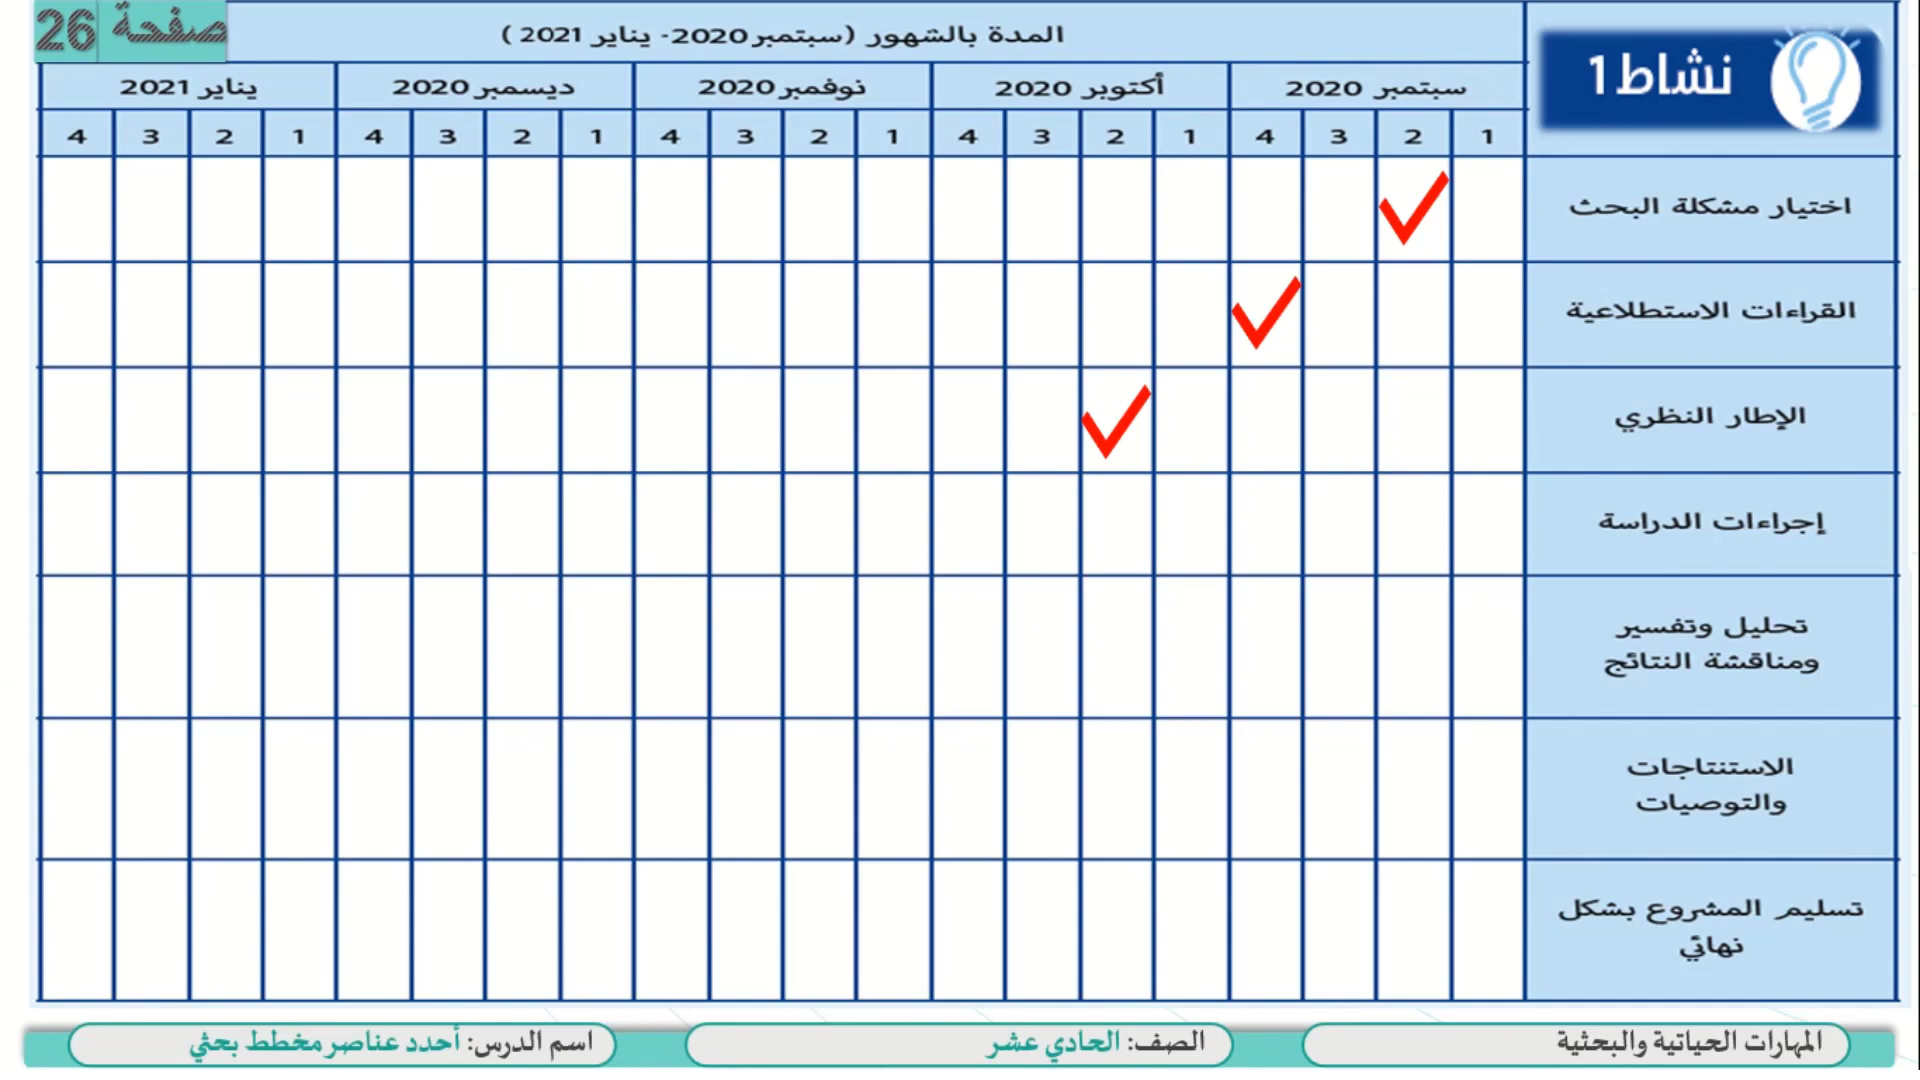 صفحة 26
المدة بالشهور (سبتمبر 2020- يناير 2021 )
نشاط 1
سبتمبر 2020 أكتوبر 2020 نوفمبر 2020 ديسمبر 2020 يناير 2021
1 2 3 4 1 2 3 4 1 2 3 4 1 2 3 4 1 2 3 4
اختيار مشكلة البحث
القراءات الاستطلاعية
الإطار النظري
إجراءات الدراسة
تحليل وتفسير
ومناقشة النتائج
الاستنتاجات
والتوصيات
تسليم المشروع بشكل
نهائي
المهارات الحياتية والبحثية
الصف: الحادي عشر
اسم الدرس: أحدد عناصر مخطط بحثي